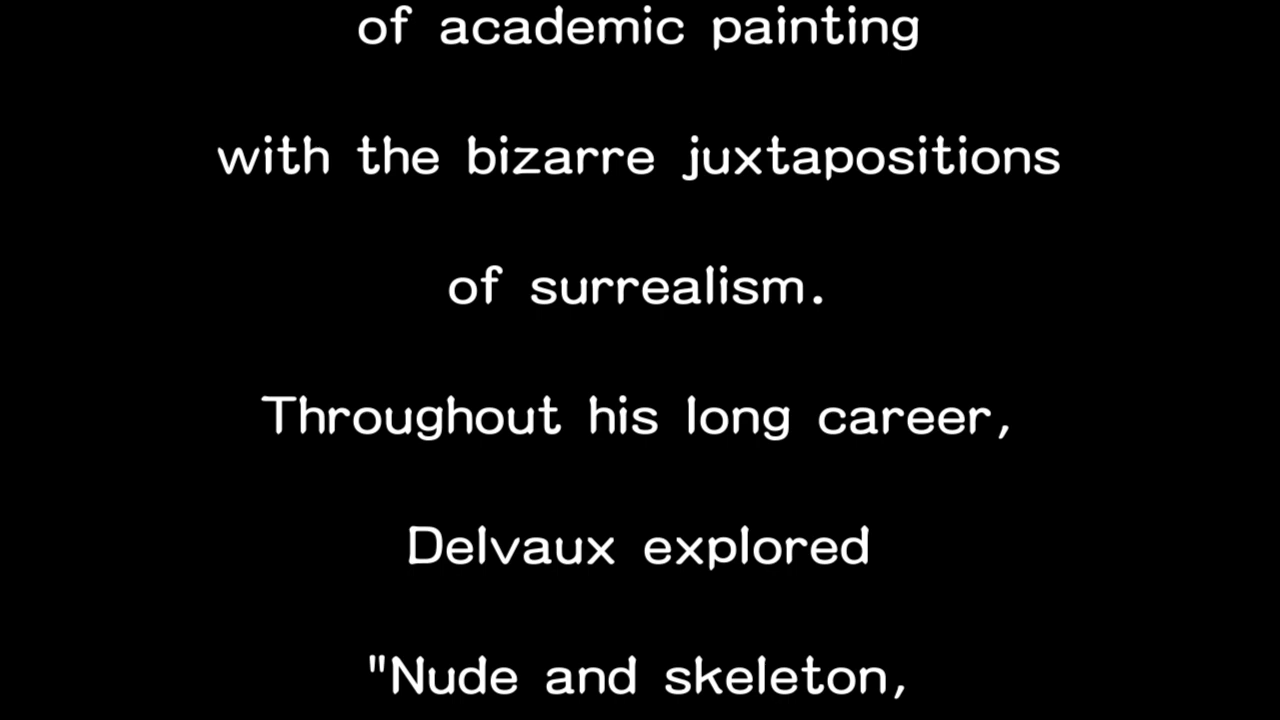 of academic painting
with the bizarre juxtapositions
of surrealism.
Throughout his long career,
Delvaux explored
"Nude and skeleton,